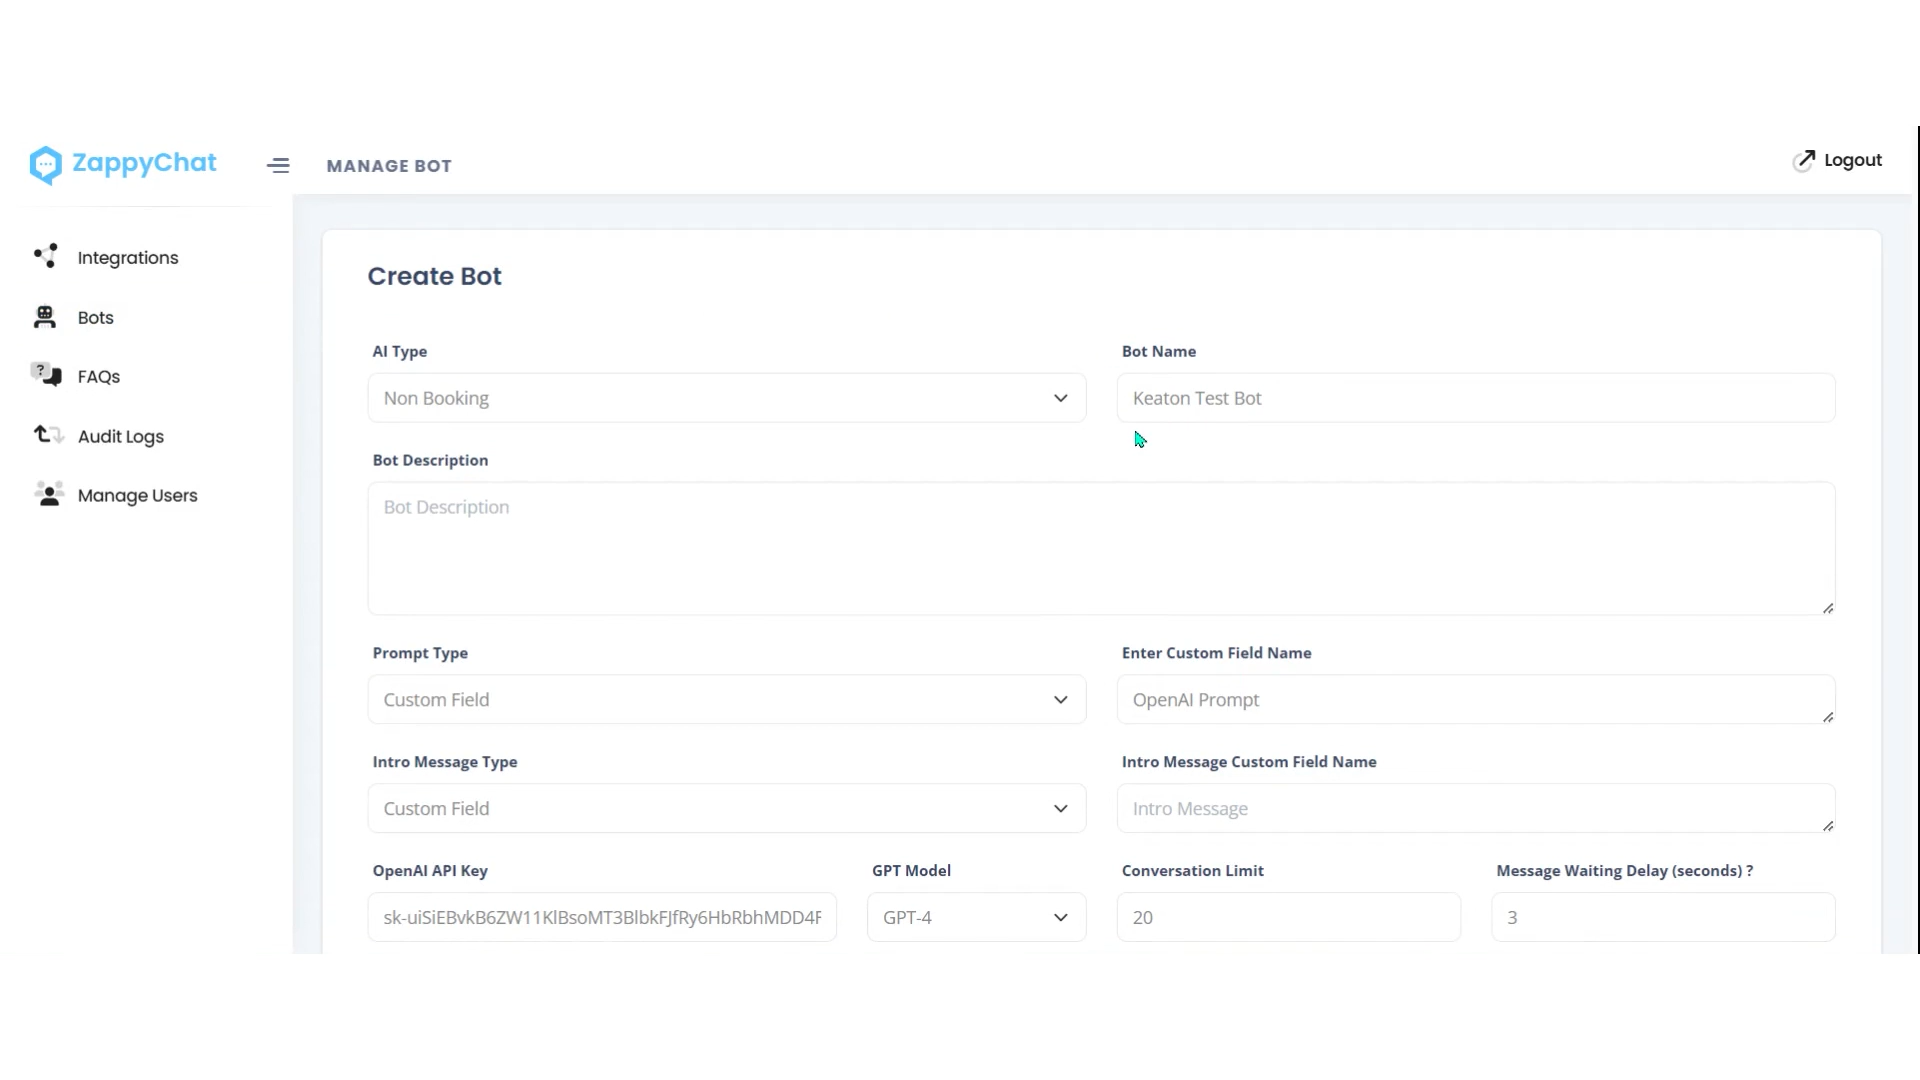 ZappyChat
MANAGE BOT
Logout
Integrations
Bots
FAQs
Audit Logs
Manage Users
Create Bot
AI Type
Bot Name
Non Booking
Keaton Test Bot
Bot Description
Bot Description
Prompt Type
Enter Custom Field Name
Custom Field
OpenAI Prompt
Intro Message Type
Intro Message Custom Field Name
Custom Field
Intro Message
OpenAI API Key
GPT Model
Conversation Limit
Message Waiting Delay (seconds) ?
sk-uiSiEBvkB6ZW11KlBsoMT3BlbkFJfRy6HbRbhMDD4F
GPT-4
20
3